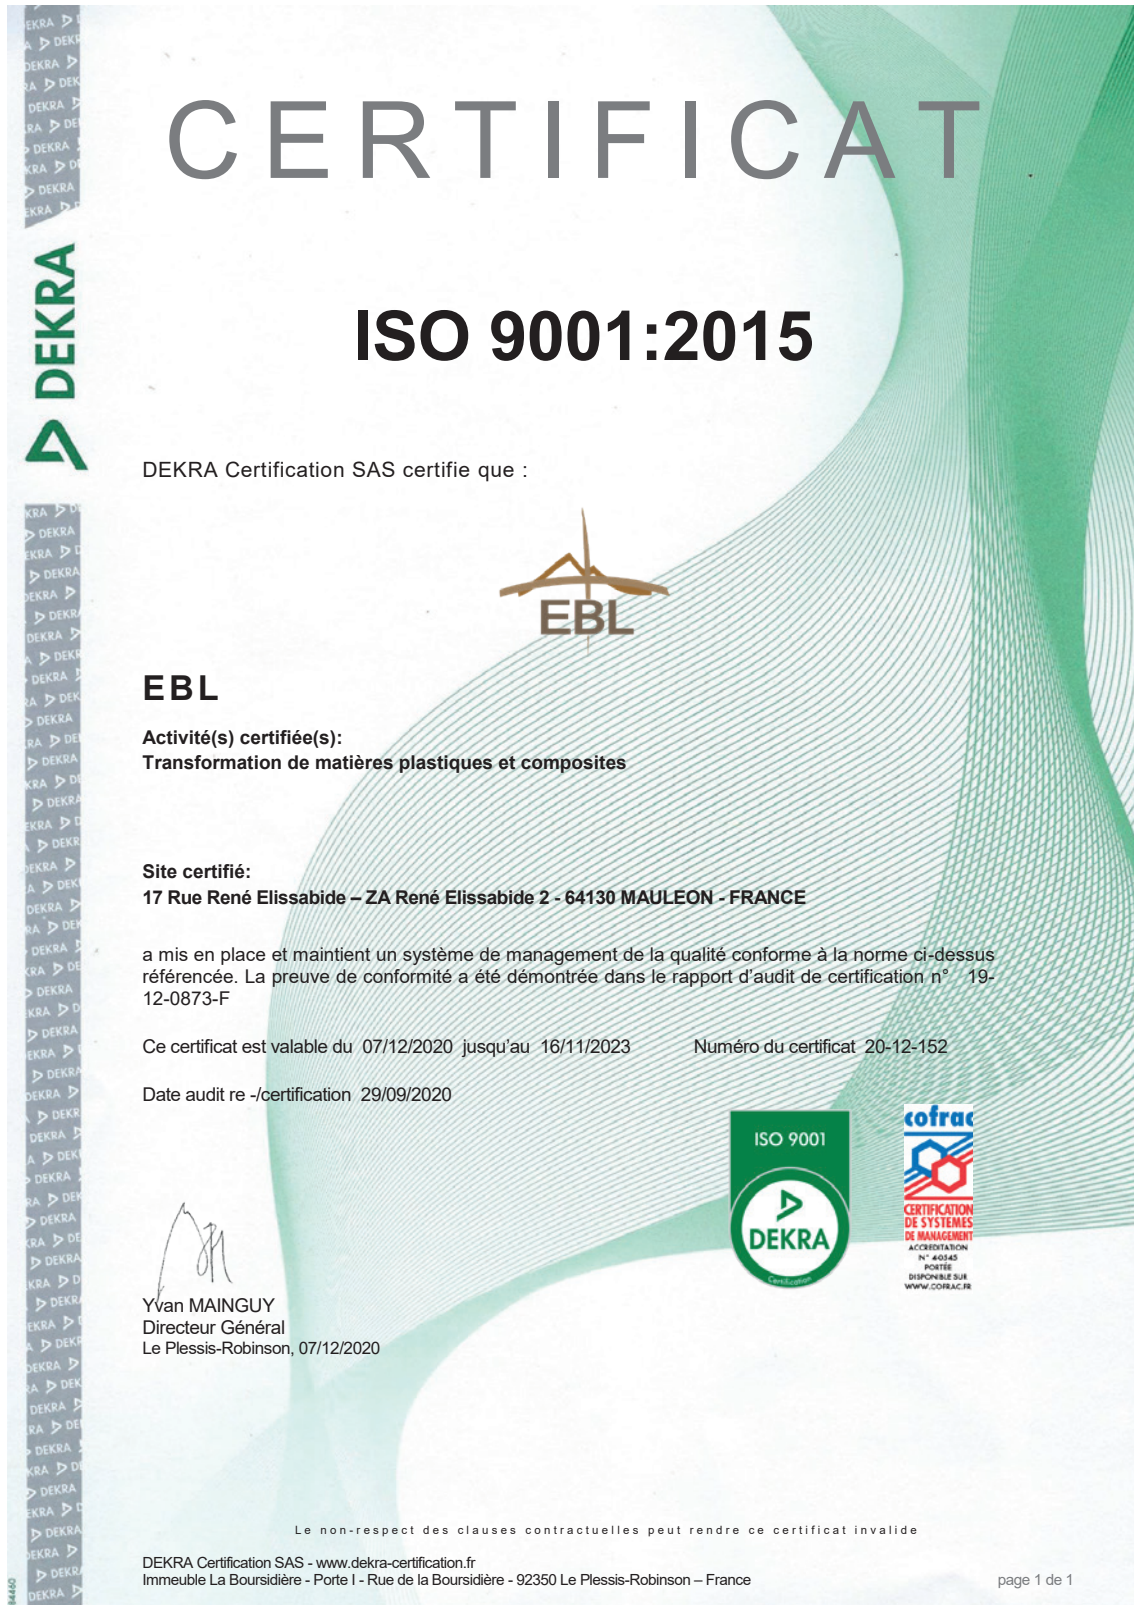 CERTIFICAT
ISO 9001:2015
DEKRA
DEKRA Certification SAS certifie que :
EBL
EBL
Activité(s) certifiée(s):
Transformation de matières plastiques et composites
Site certifié:
17 Rue René Elissabide – ZA René Elissabide 2 - 64130 MAULEON - FRANCE
a mis en place et maintient un système de management de la qualité conforme à la norme ci-dessus
référencée. La preuve de conformité a été démontrée dans le rapport d'audit de certification n° 19-
12-0873-F
Ce certificat est valable du 07/12/2020 jusqu'au 16/11/2023 Numéro du certificat 20-12-152
Date audit re -/certification 29/09/2020
ISO 9001
DEKRA
Certification
cofrac
CERTIFICATION
DE SYSTEMES
DE MANAGEMENT
ACCREDITATION
N° 4-0545
PORTÉE
DISPONIBLE SUR
WWW.COFRAC.FR
Yvan MAINGUY
Directeur Général
Le Plessis-Robinson, 07/12/2020
Le non-respect des clauses contractuelles peut rendre ce certificat invalide
DEKRA Certification SAS - www.dekra-certification.fr
Immeuble La Boursidière - Porte I - Rue de la Boursidière - 92350 Le Plessis-Robinson – France
page 1 de 1